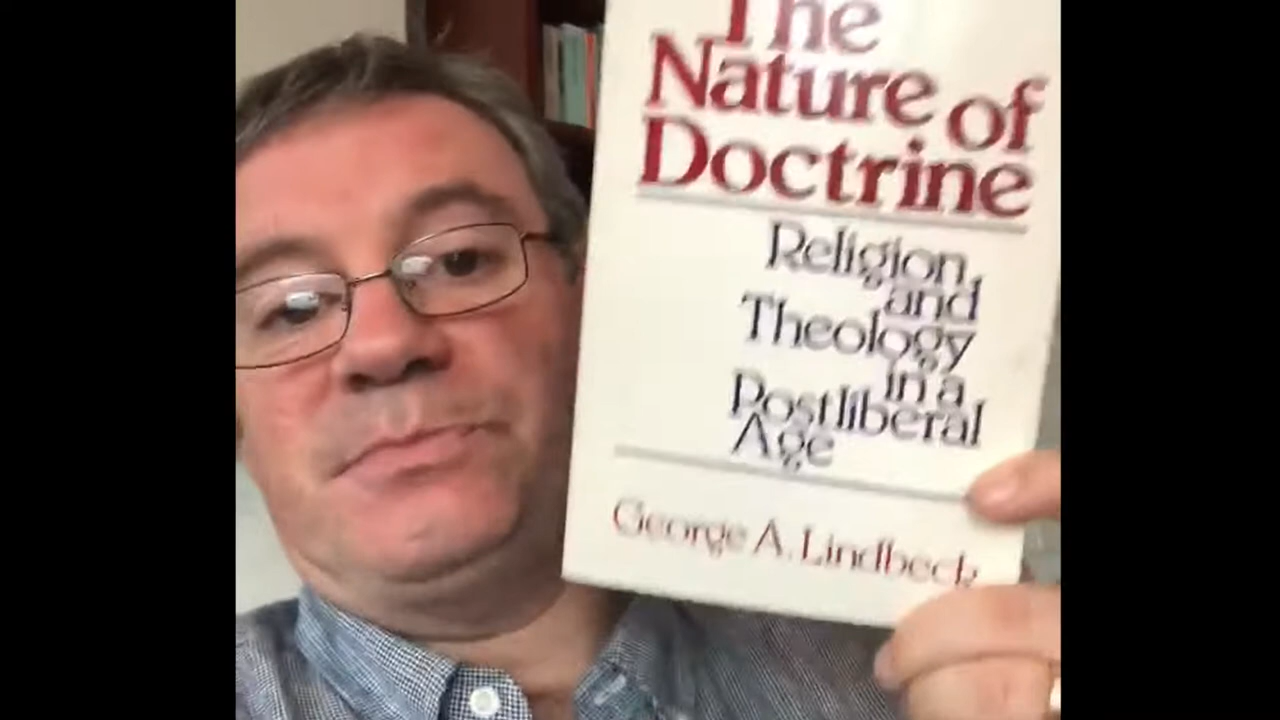 The
Nature of
Doctrine
Religion
and
Theology
in a
Postliberal
Age
George A. Lindbeck